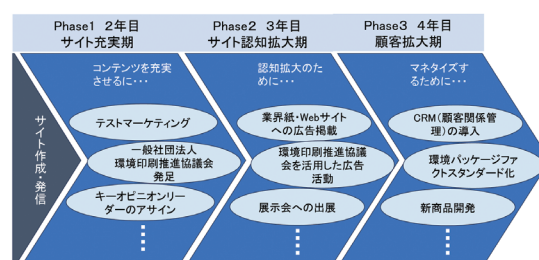 Phase1 2年目
サイト充実期
Phase2 3年目
サイト認知拡大期
Phase3 4年目
顧客拡大期
サイト作成・発信
コンテンツを充実
させるに・・・
テストマーケティング
一般社団法人
環境印刷推進協議会
発足
キーオピニオンリー
ダーのアサイン
認知拡大のた
めに・・・
業界紙・Webサイト
への広告掲載
環境印刷推進協議
会を活用した広告
活動
展示会への出展
マネタイズす
るために・・・
CRM(顧客関係管
理)の導入
環境パッケージファ
クトスタンダード化
新商品開発